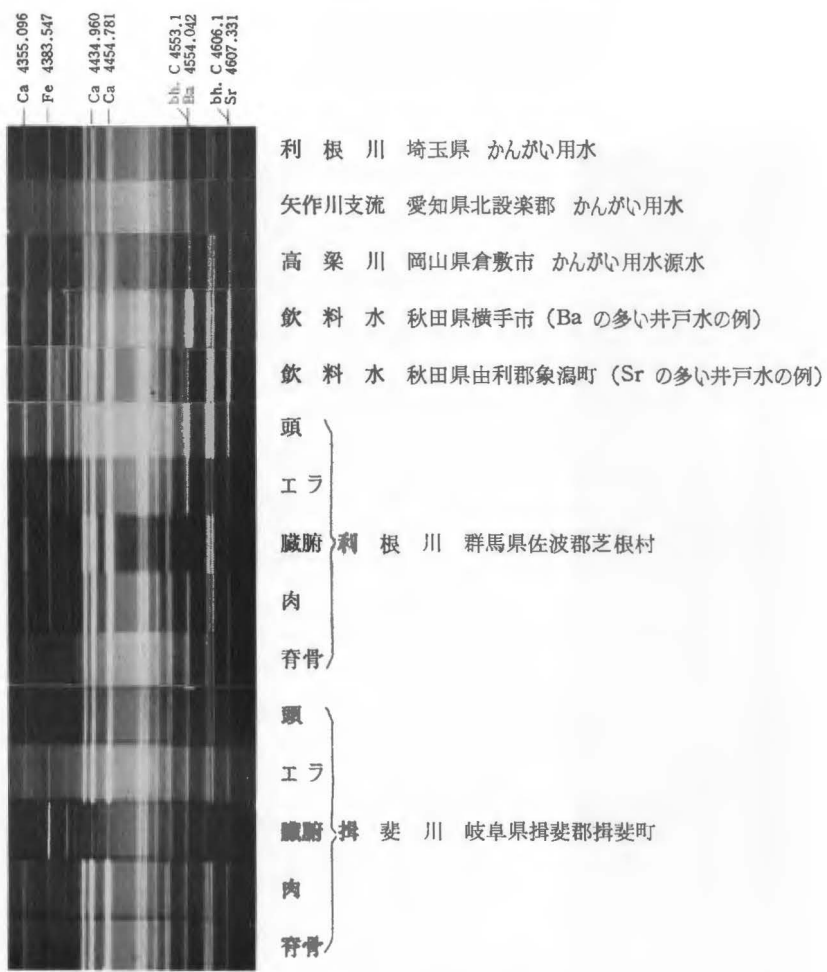 Ca 4355.096
Fe 4383.547
Ca 4434.960
Ca 4454.781
bh. C 4553.1
Ba 4554.042
bh. C 4606.1
Sr 4607.331
利根川 埼玉県 かんがい用水
矢作川支流 愛知県北設楽郡 かんがい用水
高梁川 岡山県倉敷市 かんがい用水源水
飲料水 秋田県横手市 (Ba の多い井戸水の例)
飲料水 秋田県由利郡象潟町 (Sr の多い井戸水の例)
頭
エラ
臓腑 利根川 群馬県佐波郡芝根村
肉
脊骨
頭
エラ
臓腑 揖斐川 岐阜県揖斐郡揖斐町
肉
脊骨